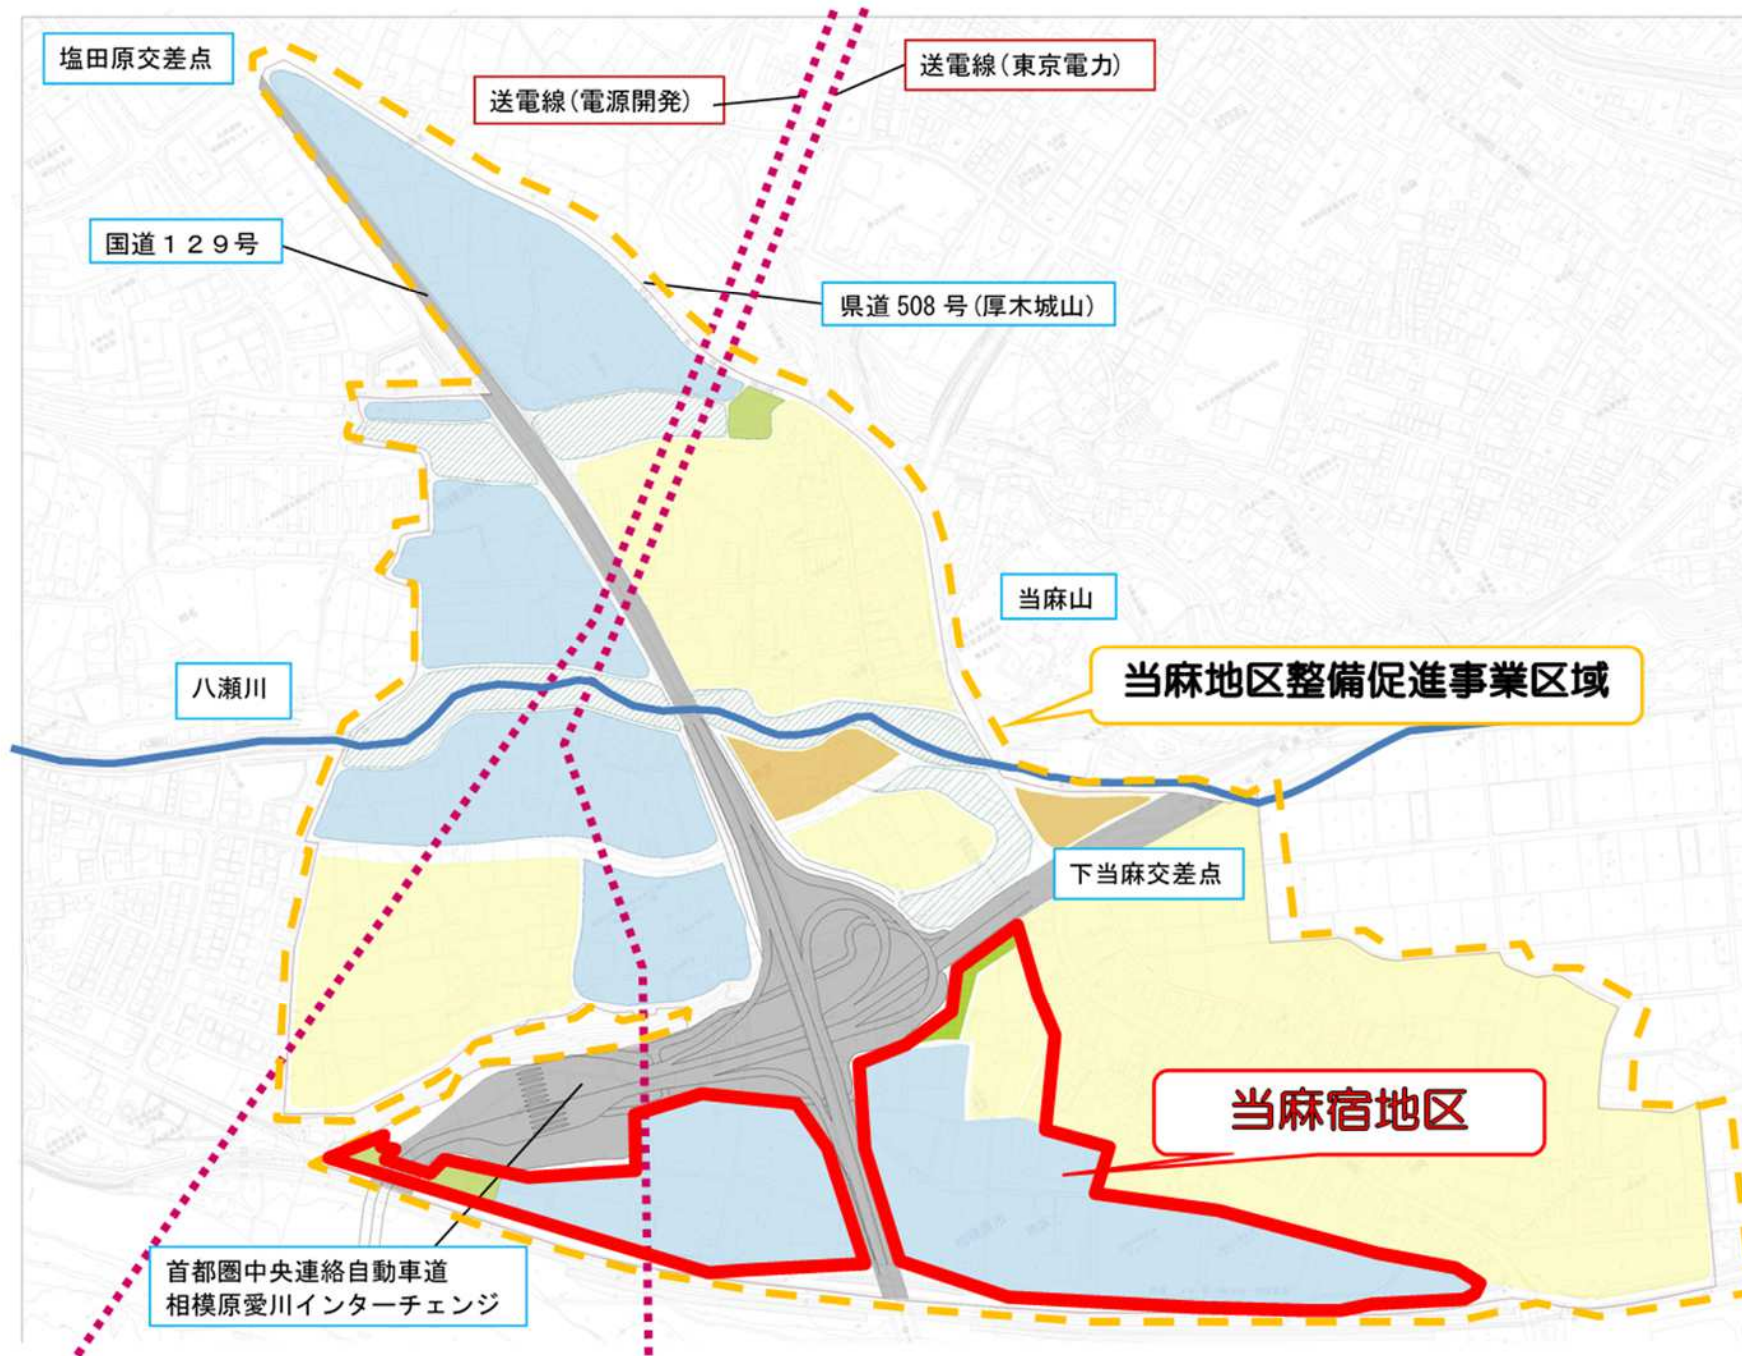 塩田原交差点
送電線(東京電力)
送電線(電源開発)
国道129号
県道508号(厚木城山)
当麻山
当麻地区整備促進事業区域
八瀬川
下当麻交差点
当麻宿地区
首都圏中央連絡自動車道
相模原愛川インターチェンジ